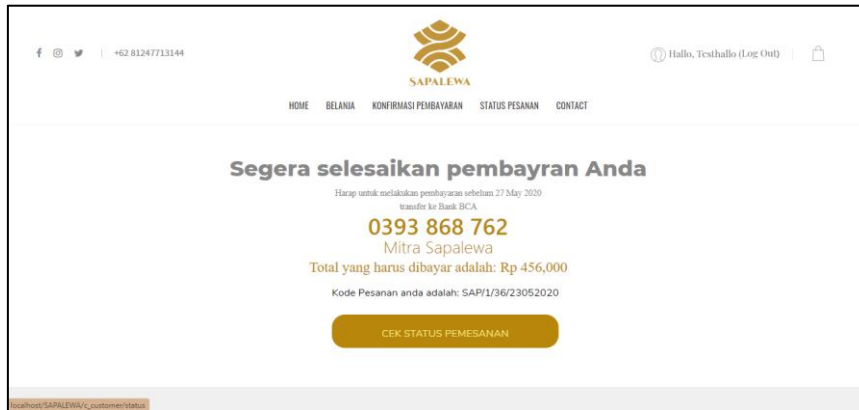 +62 81247713144
SAPALEWA
Hallo, Testhallo (Log Out)
HOME BELANJA KONFIRMASI PEMBAYARAN STATUS PESANAN CONTACT
Segera selesaikan pembayran Anda
Harap untuk melakukan pembayaran sebelum 27 May 2020
transfer ke Bank BCA
0393 868 762
Mitra Sapalewa
Total yang harus dibayar adalah: Rp 456,000
Kode Pesanan anda adalah: SAP/1/36/23052020
CEK STATUS PEMESANAN
localhost/SAPALEWA/c_customer/status